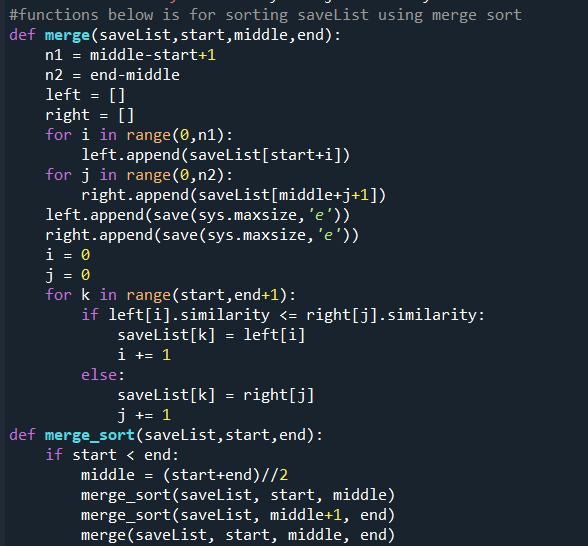 #functions below is for sorting saveList using merge sort
def merge(saveList,start,middle,end):
    n1 = middle-start+1
    n2 = end-middle
    left = []
    right = []
    for i in range(0,n1):
        left.append(saveList[start+i])
    for j in range(0,n2):
        right.append(saveList[middle+j+1])
    left.append(save(sys.maxsize,'e'))
    right.append(save(sys.maxsize,'e'))
    i = 0
    j = 0
    for k in range(start,end+1):
        if left[i].similarity <= right[j].similarity:
            saveList[k] = left[i]
            i += 1
        else:
            saveList[k] = right[j]
            j += 1
def merge_sort(saveList,start,end):
    if start < end:
        middle = (start+end)//2
        merge_sort(saveList, start, middle)
        merge_sort(saveList, middle+1, end)
        merge(saveList, start, middle, end)